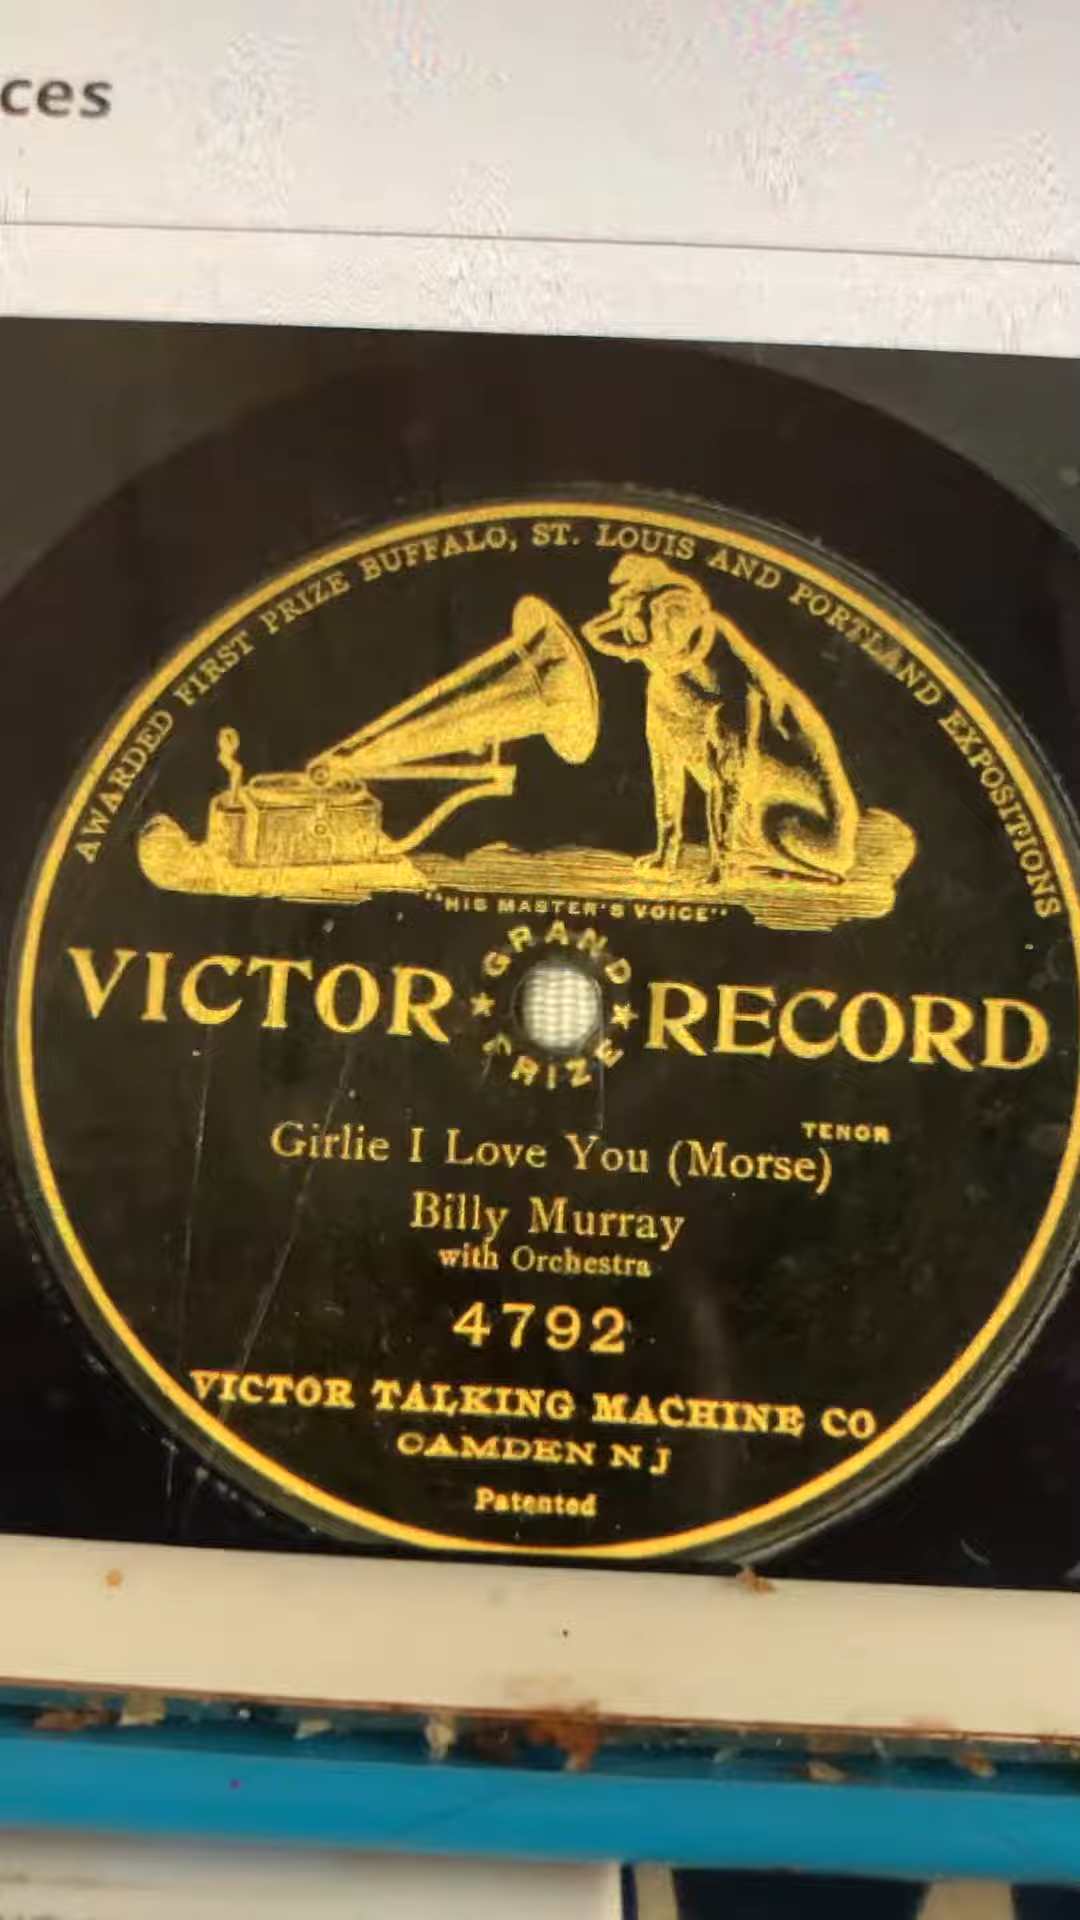 ces
AWARDED FIRST PRIZE BUFFALO, ST. LOUIS AND PORTLAND EXPOSITIONS
"HIS MASTER'S VOICE"
GRAND PRIZE
VICTOR RECORD
TENOR
Girlie I Love You (Morse)
Billy Murray
with Orchestra
4792
VICTOR TALKING MACHINE CO
CAMDEN N J
Patented